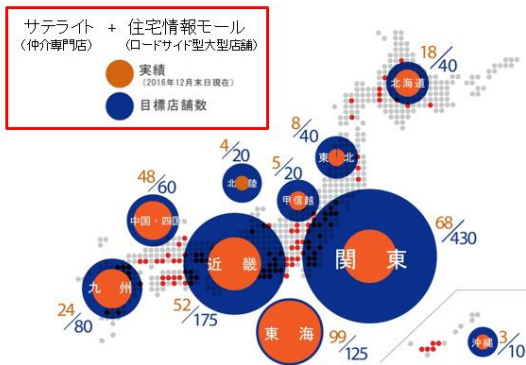 サテライト + 住宅情報モール
(仲介専門店) (ロードサイド型大型店舗)
実績
(2016年12月末日現在)
目標店舗数
18/40
北海道
8/40
東北
4/20
北陸
5/20
甲信越
48/60
中国・四国
68/430
関東
近畿
52/175
九州
24/80
東海
99/125
沖縄
3/10